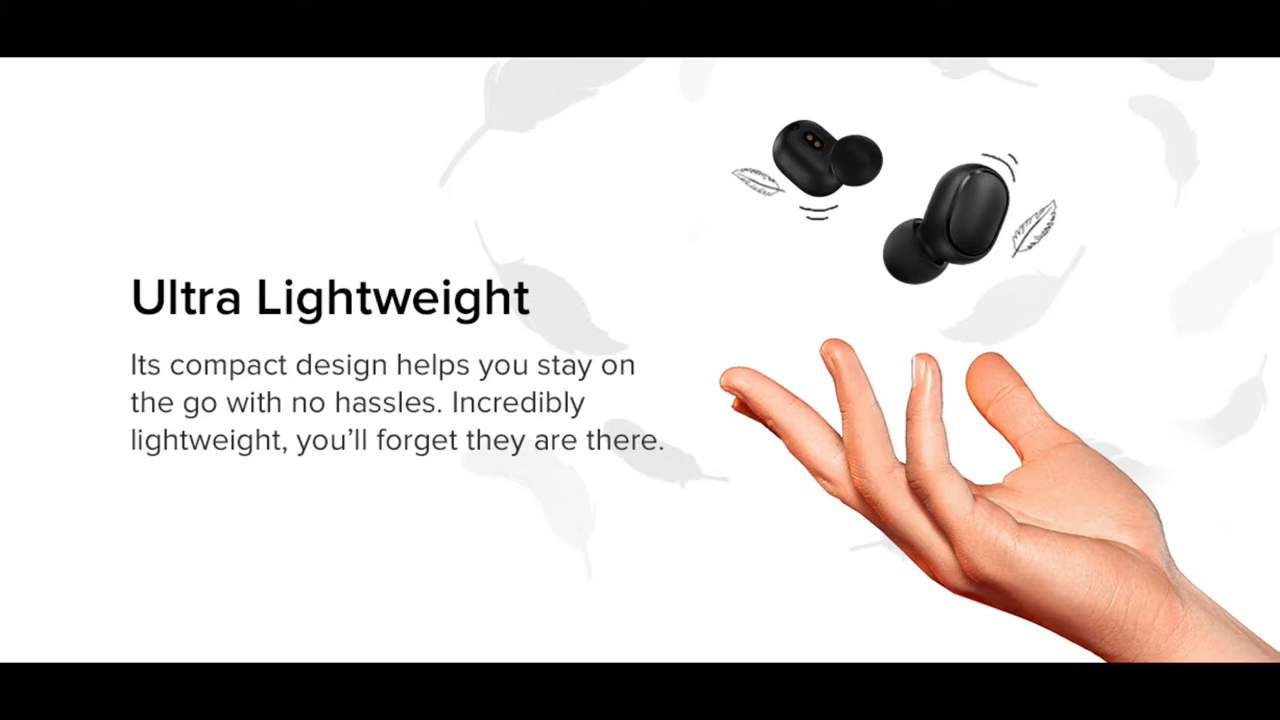 Ultra Lightweight
Its compact design helps you stay on
the go with no hassles. Incredibly
lightweight, you’ll forget they are there.